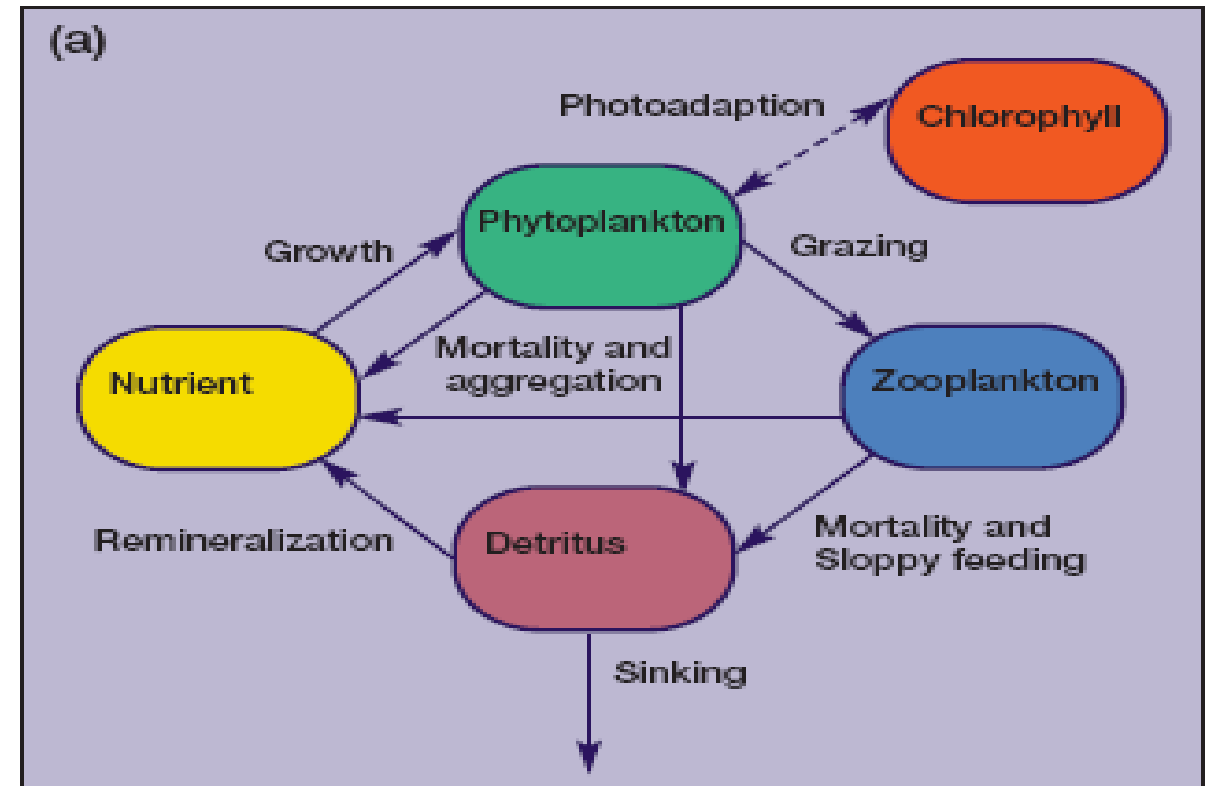 (a)
Photoadaption
Chlorophyll
Phytoplankton
Growth
Grazing
Mortality and
aggregation
Nutrient
Zooplankton
Remineralization
Detritus
Mortality and
Sloppy feeding
Sinking